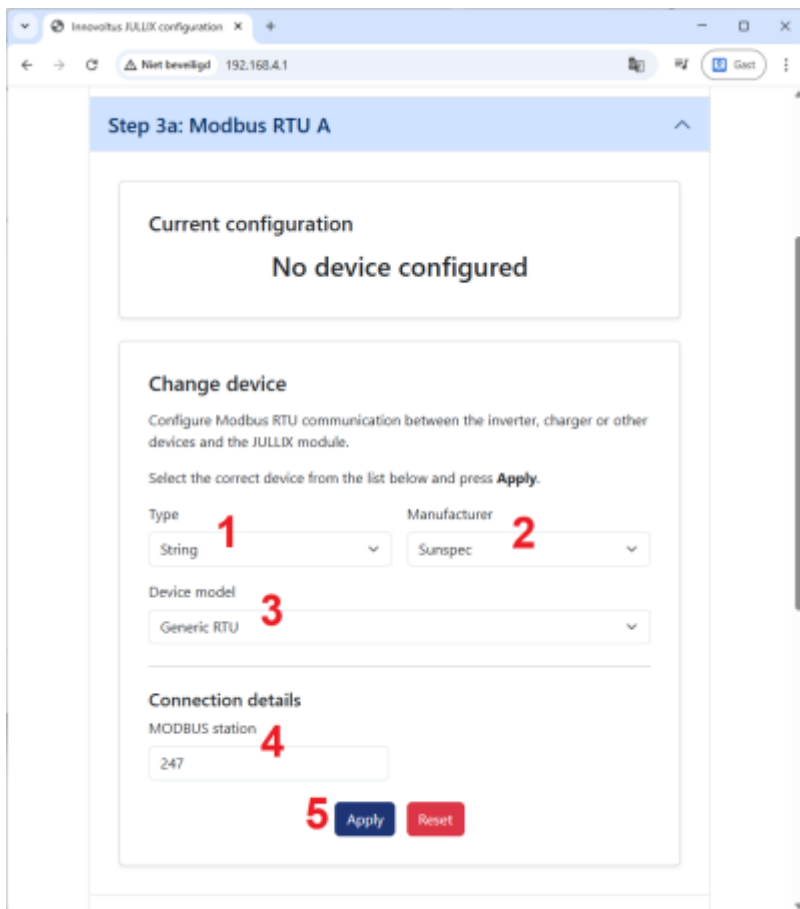 Innovoltus JULLIX configuration
Niet beveiligd 192.168.4.1
Gast
Step 3a: Modbus RTU A
Current configuration
No device configured
Change device
Configure Modbus RTU communication between the inverter, charger or other
devices and the JULLIX module.
Select the correct device from the list below and press Apply.
Type 1 Manufacturer 2
String Sunspec
Device model 3
Generic RTU
Connection details
MODBUS station 4
247
5 Apply Reset